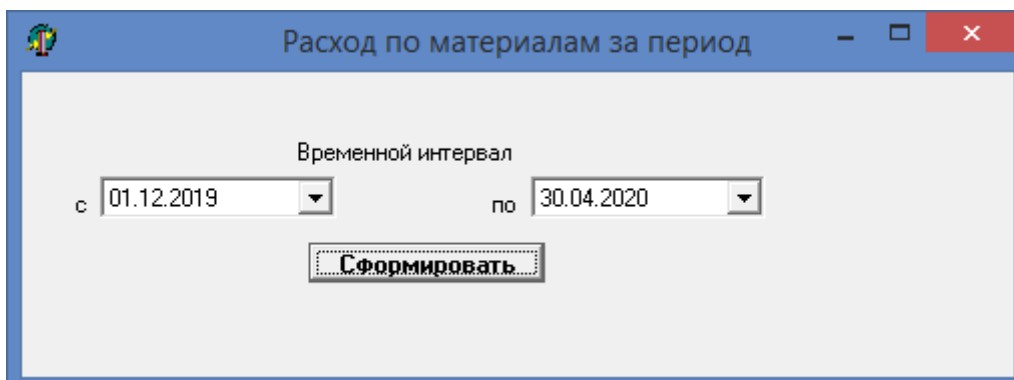 Расход по материалам за период
Временной интервал
с 01.12.2019 по 30.04.2020
Сформировать